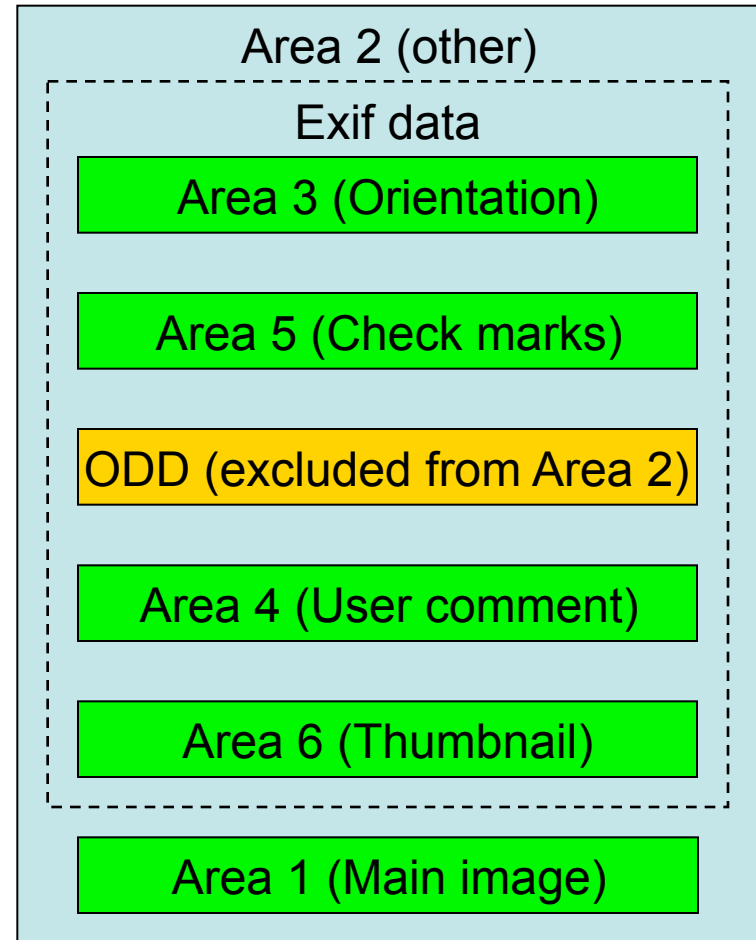 Area 2 (other)
Exif data
Area 3 (Orientation)
Area 5 (Check marks)
ODD (excluded from Area 2)
Area 4 (User comment)
Area 6 (Thumbnail)
Area 1 (Main image)